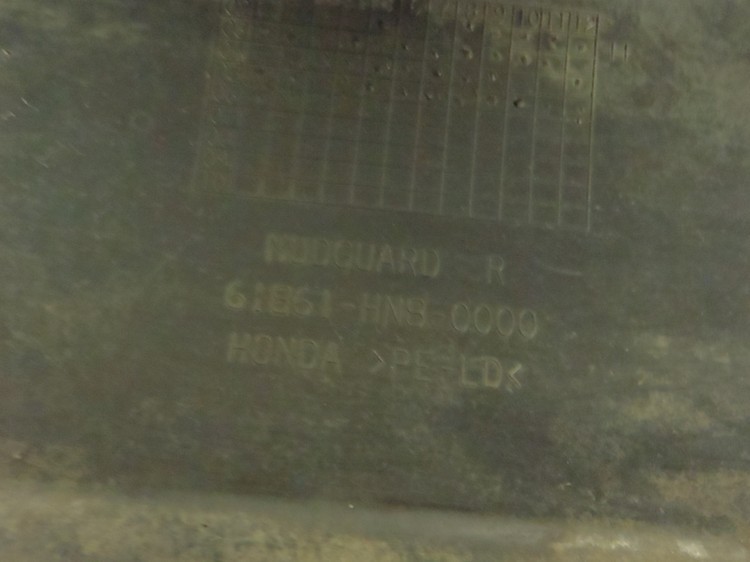 MUDGUARD R
61861-HN8-0000
HONDA >PE-LD<